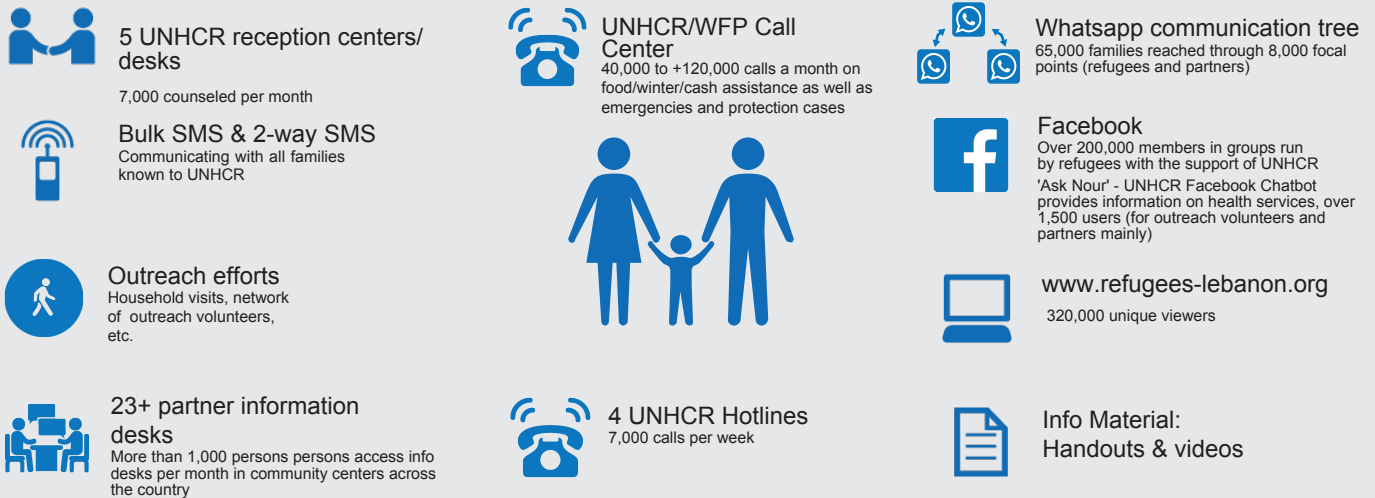 5 UNHCR reception centers/
desks
7,000 counseled per month
Bulk SMS & 2-way SMS
Communicating with all families
known to UNHCR
Outreach efforts
Household visits, network
of outreach volunteers,
etc.
23+ partner information
desks
More than 1,000 persons persons access info
desks per month in community centers across
the country
UNHCR/WFP Call
Center
40,000 to +120,000 calls a month on
food/winter/cash assistance as well as
emergencies and protection cases
4 UNHCR Hotlines
7,000 calls per week
Whatsapp communication tree
65,000 families reached through 8,000 focal
points (refugees and partners)
f
Facebook
Over 200,000 members in groups run
by refugees with the support of UNHCR
'Ask Nour' - UNHCR Facebook Chatbot
provides information on health services, over
1,500 users (for outreach volunteers and
partners mainly)
www.refugees-lebanon.org
320,000 unique viewers
Info Material:
Handouts & videos